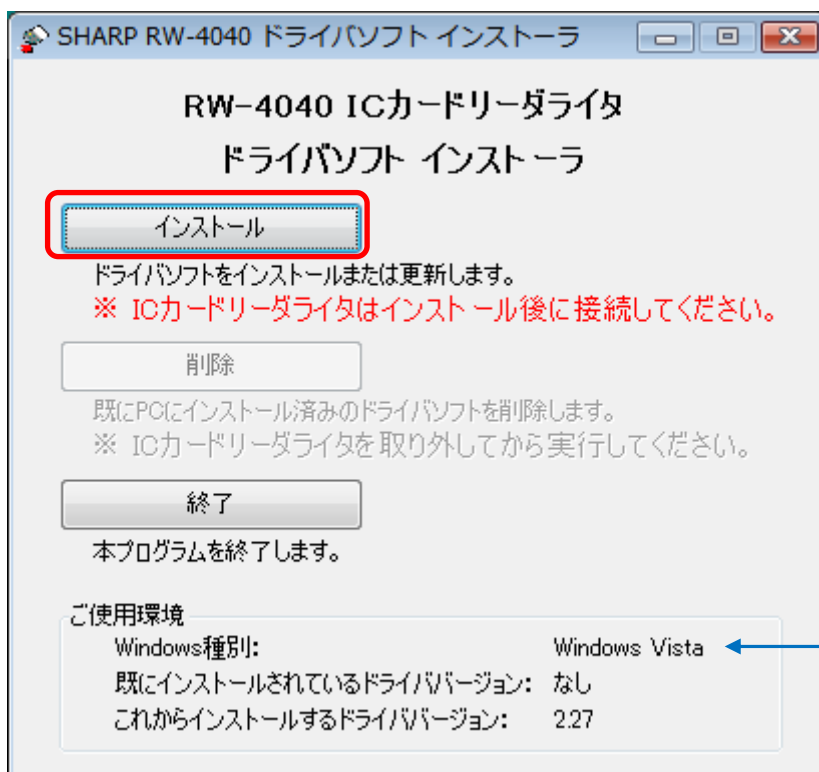 SHARP RW-4040 ドライバソフト インストーラ
RW-4040 ICカードリーダライタ
ドライバソフト インストーラ
インストール
ドライバソフトをインストールまたは更新します。
※ ICカードリーダライタはインストール後に接続してください。
削除
既にPCにインストール済みのドライバソフトを削除します。
※ ICカードリーダライタを取り外してから実行してください。
終了
本プログラムを終了します。
ご使用環境
Windows種別: Windows Vista
既にインストールされているドライババージョン: なし
これからインストールするドライババージョン: 2.27